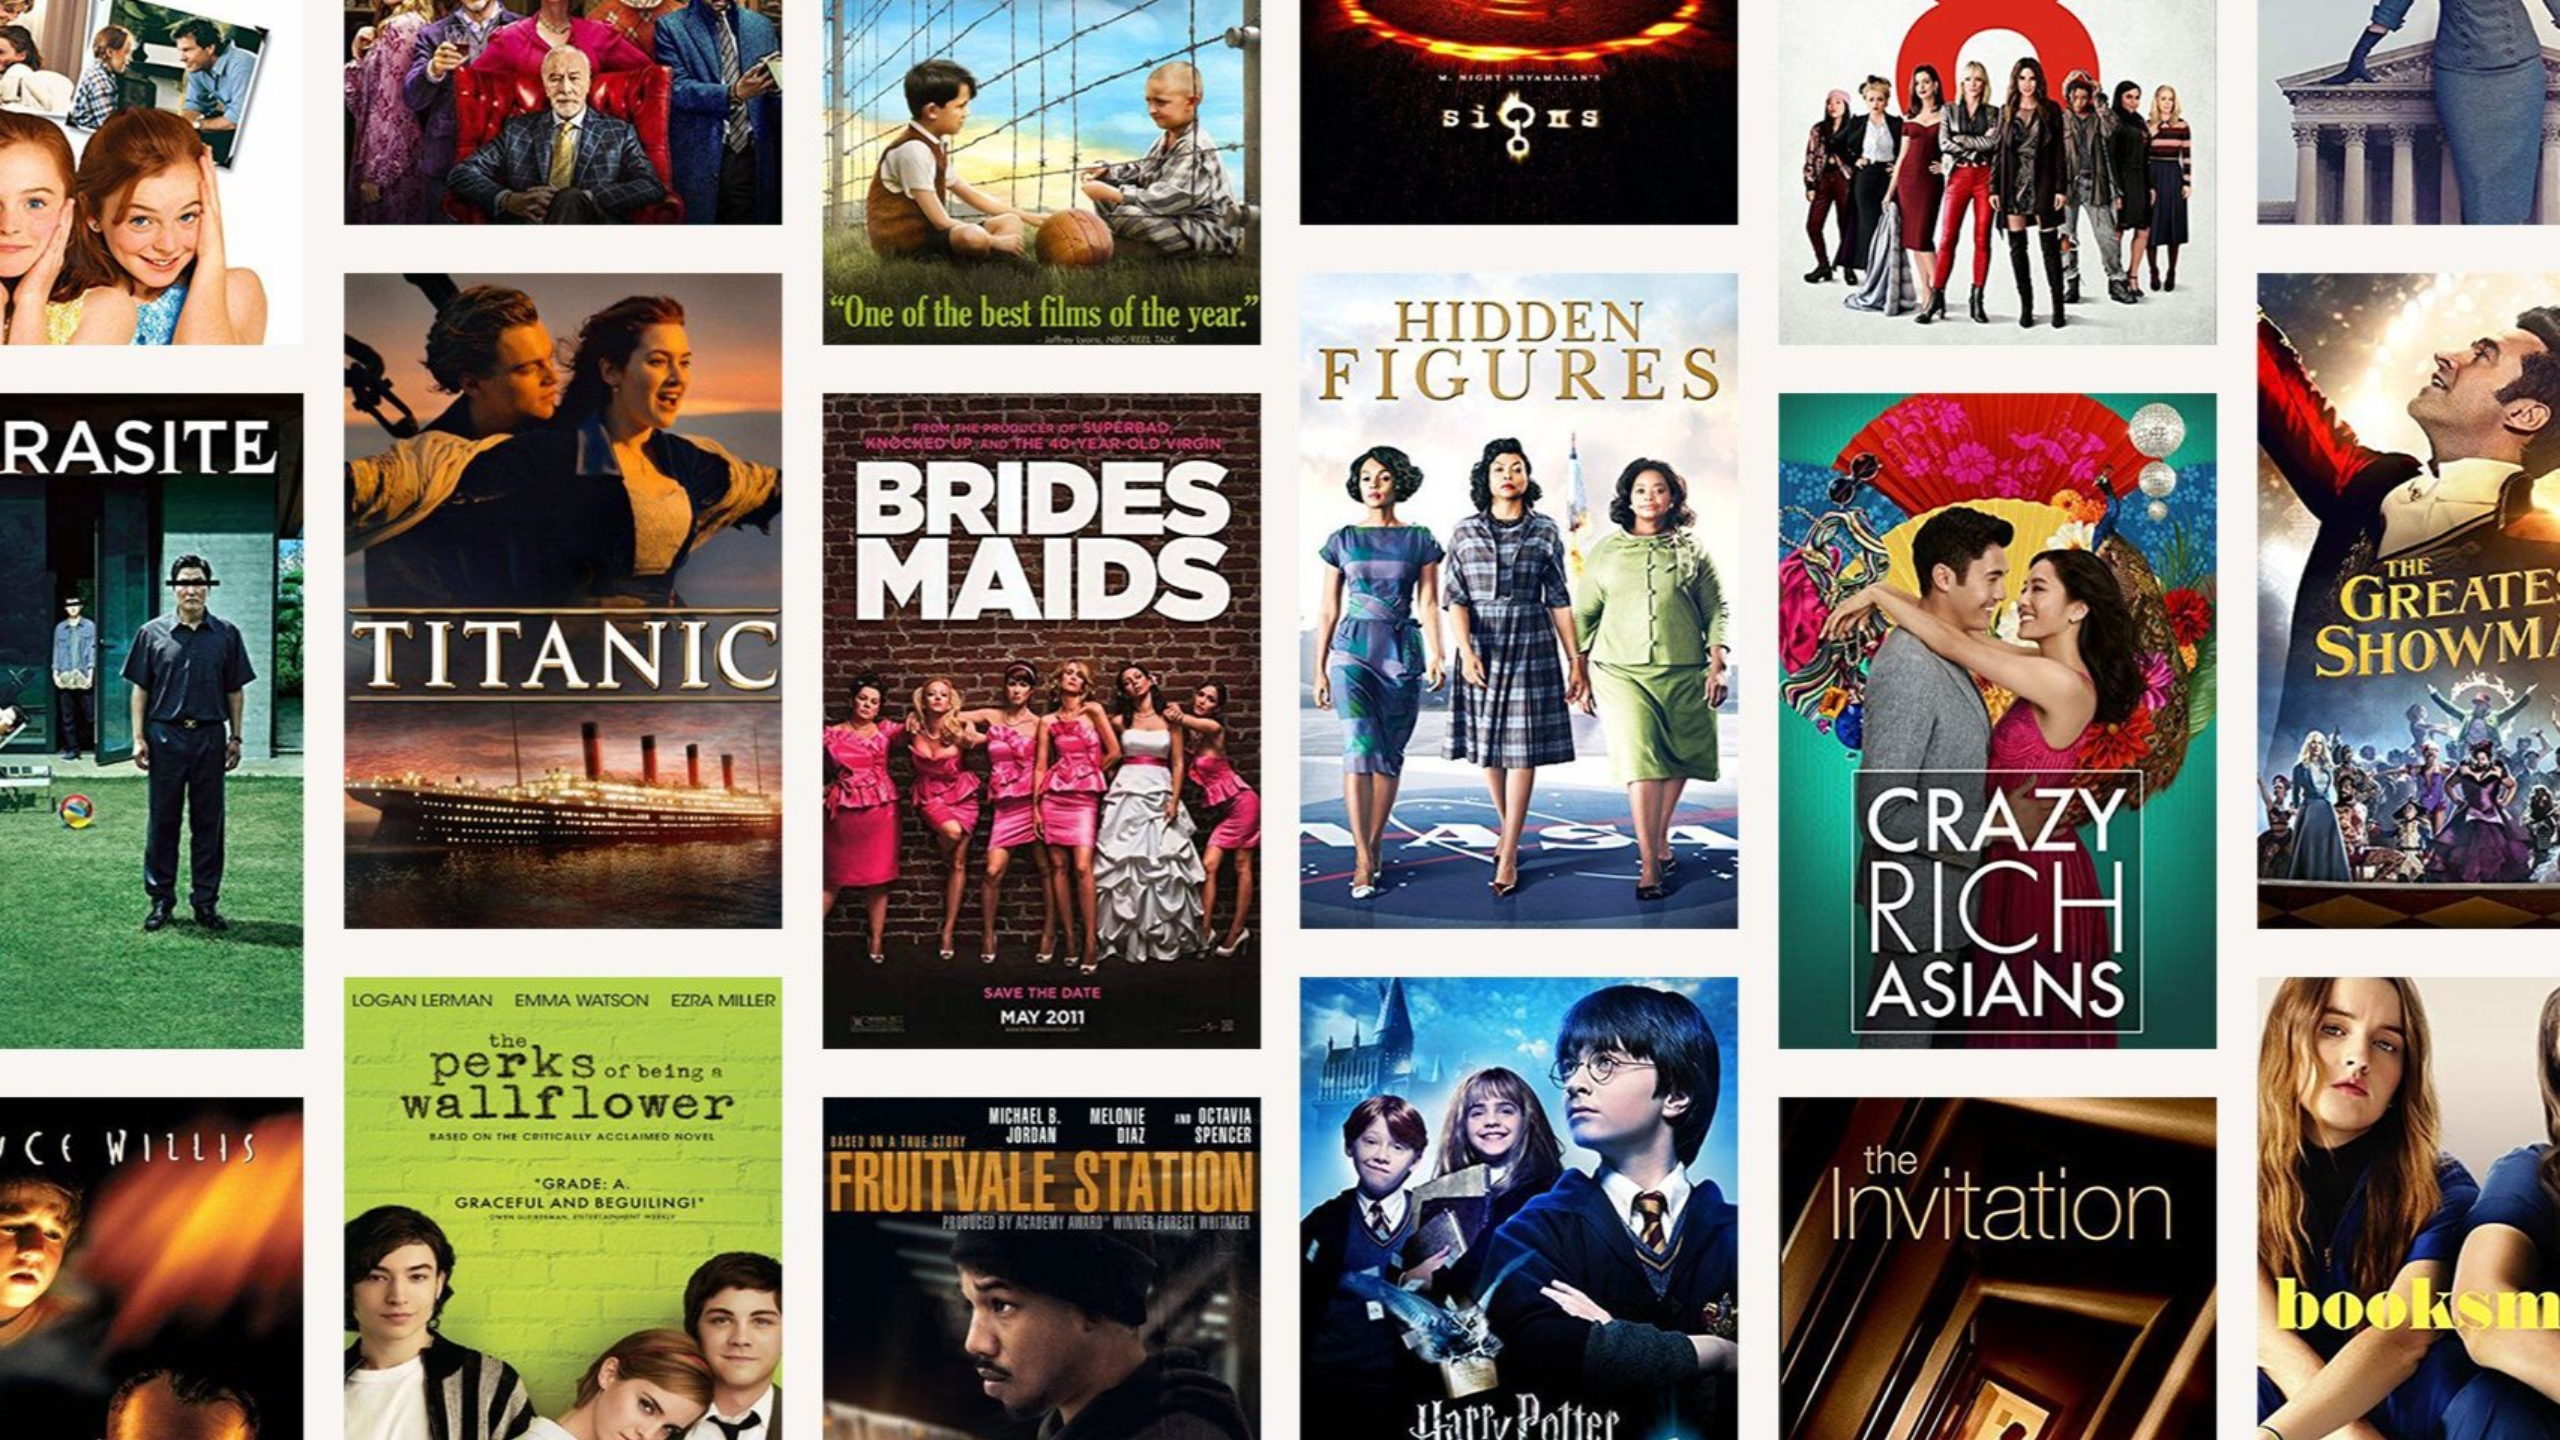 RASITE
UCE WILLIS
TITANIC
LOGAN LERMAN EMMA WATSON EZRA MILLER
the
perks of being a
wallflower
BASED ON THE CRITICALLY ACCLAIMED NOVEL
"GRADE: A.
GRACEFUL AND BEGUILING!"
OWEN GLEIBERMAN, ENTERTAINMENT WEEKLY
“One of the best films of the year.”
- Jeffrey Lyons, NBC/REEL TALK
FROM THE PRODUCER OF SUPERBAD,
KNOCKED UP, AND THE 40-YEAR-OLD VIRGIN
BRIDES
MAIDS
SAVE THE DATE
MAY 2011
MICHAEL B. JORDAN MELONIE DIAZ AND OCTAVIA SPENCER
BASED ON A TRUE STORY
FRUITVALE STATION
PRODUCED BY ACADEMY AWARD® WINNER FOREST WHITAKER
M. NIGHT SHYAMALAN'S
signs
HIDDEN
FIGURES
NASA
Harry Potter
8
CRAZY
RICH
ASIANS
the
Invitation
THE
GREATES
SHOWMA
booksm